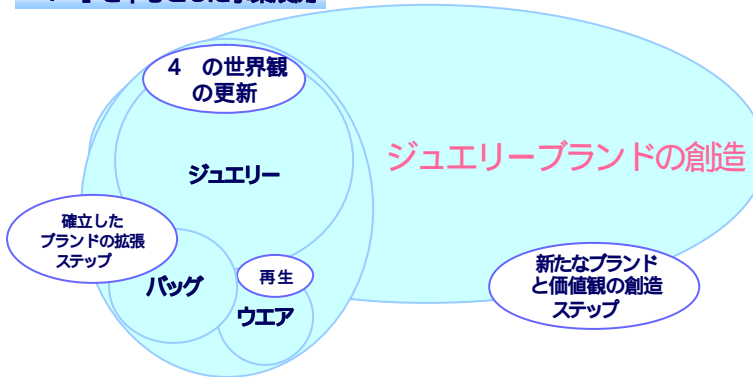 4　の世界観
の更新
ジュエリー
ジュエリーブランドの創造
確立した
ブランドの拡張
ステップ
バッグ
再生
ウエア
新たなブランド
と価値観の創造
ステップ